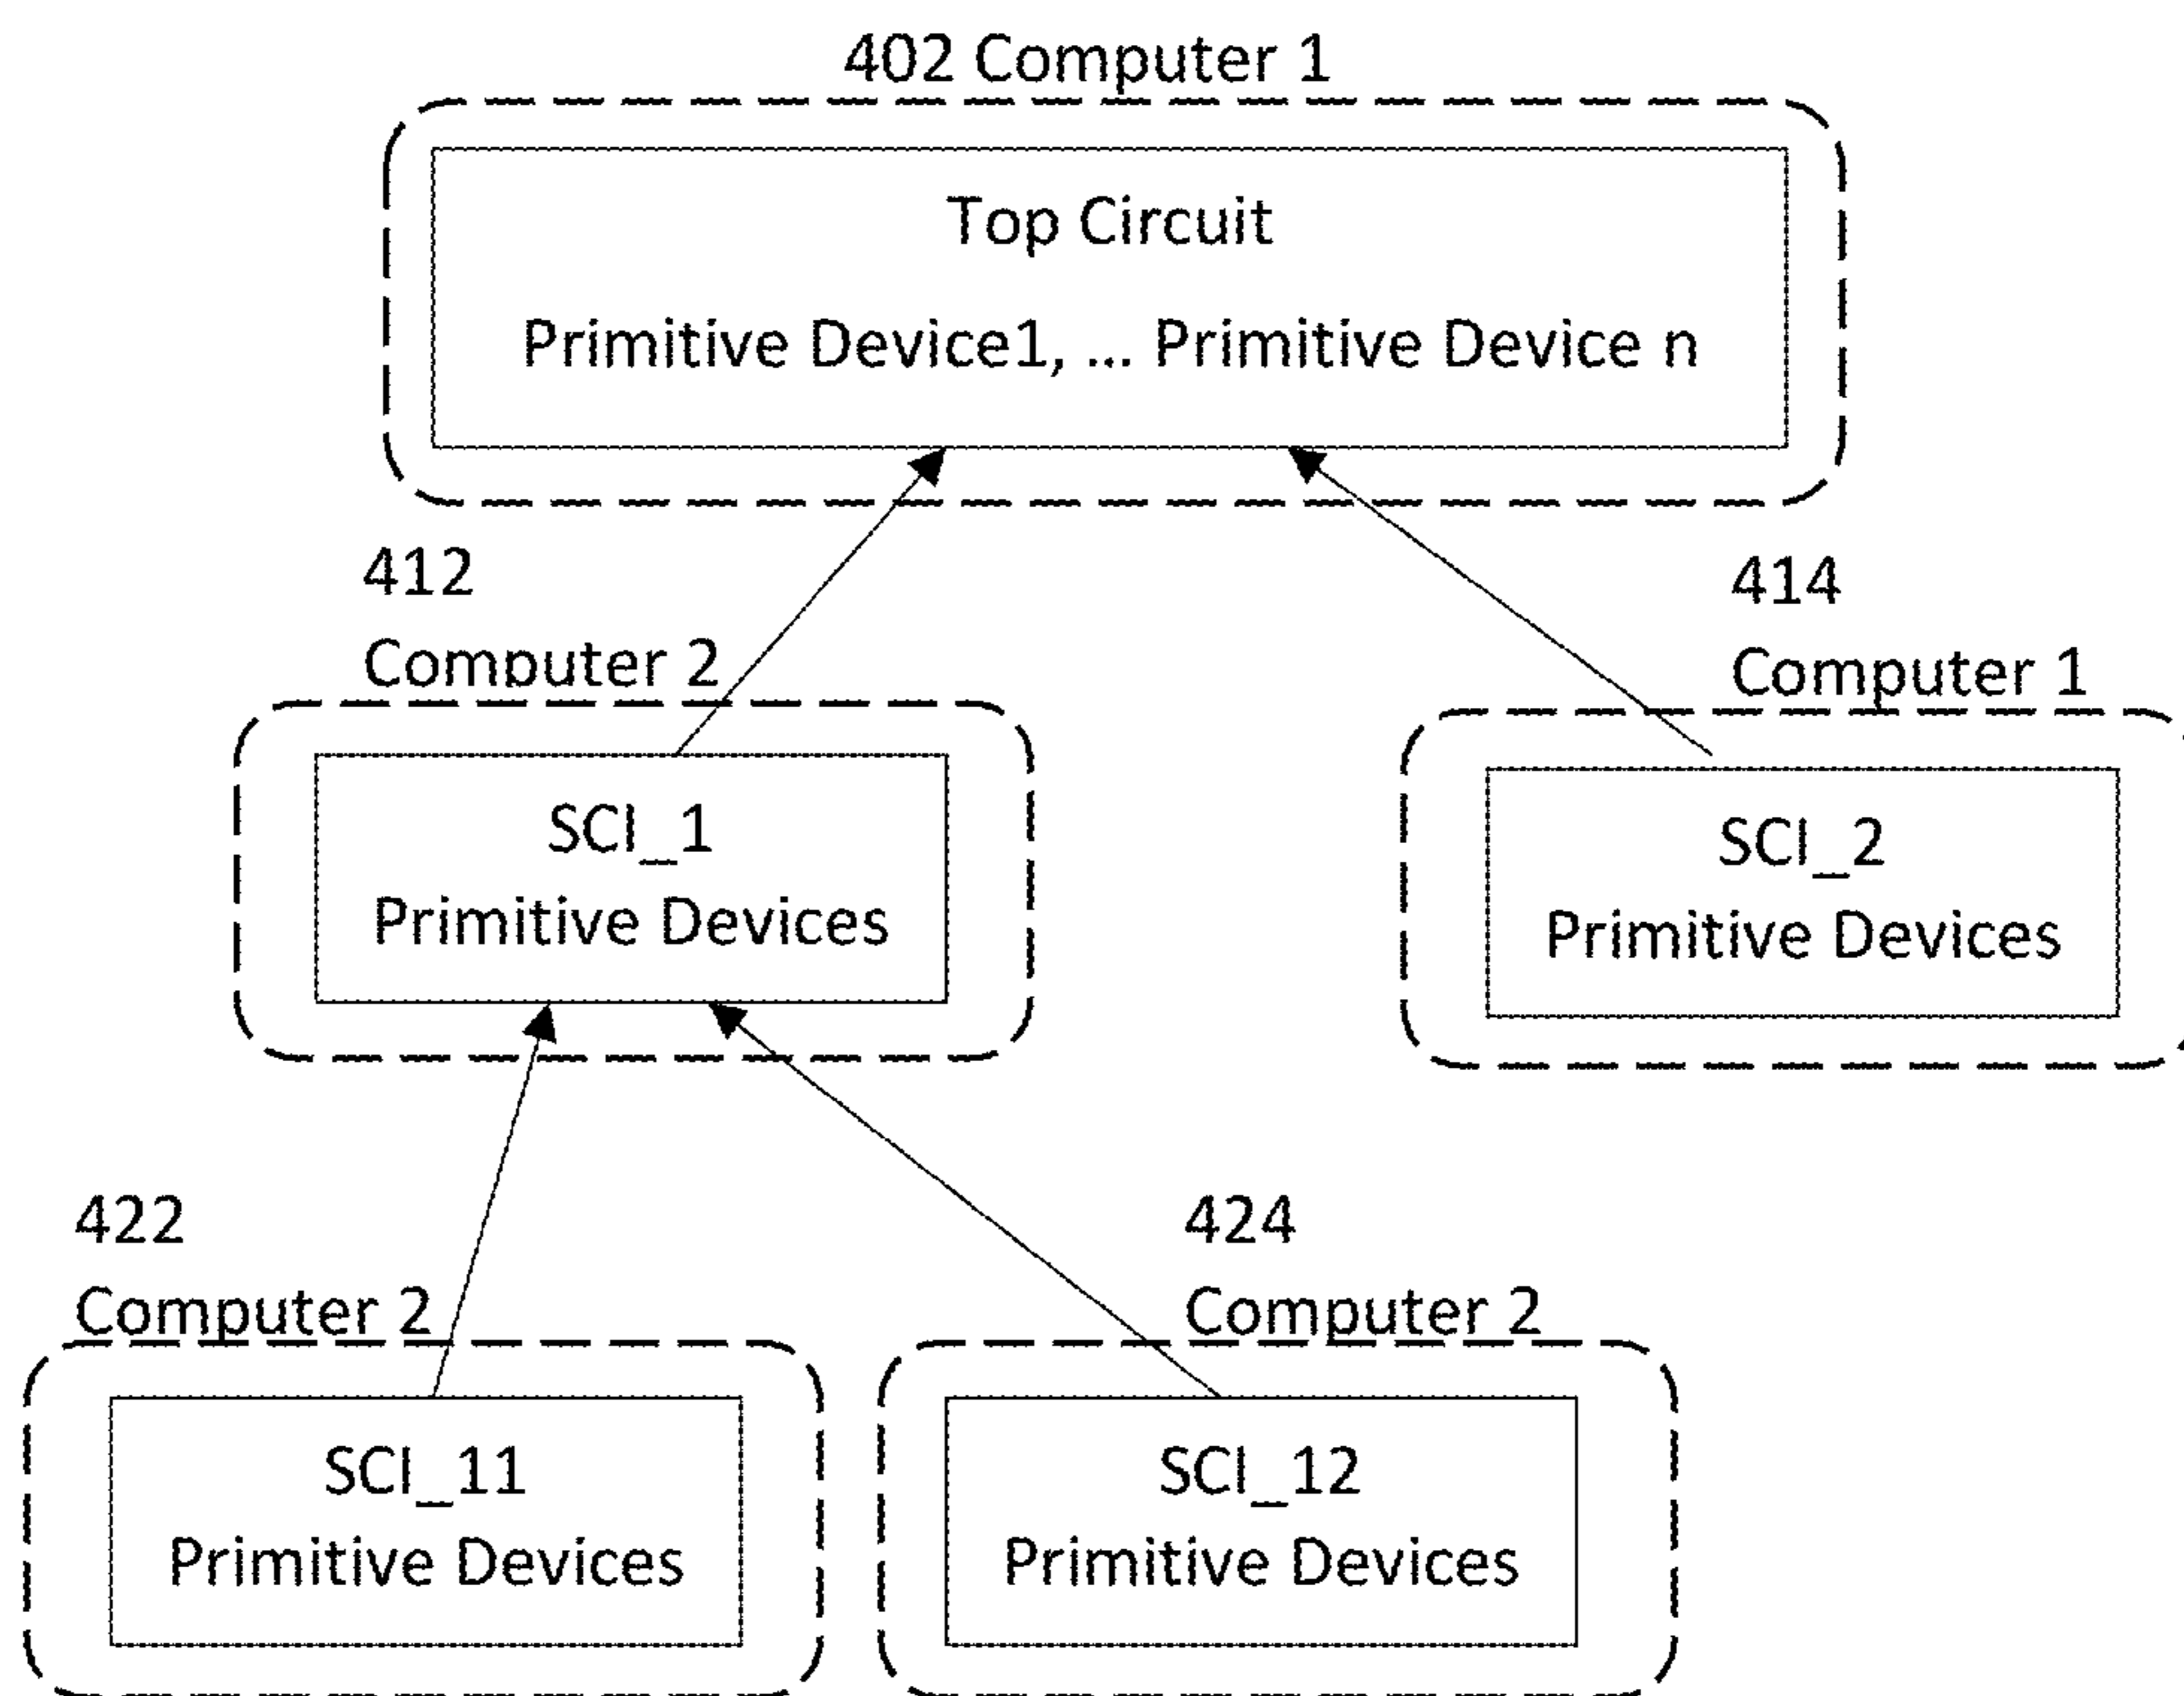 402 Computer 1
Top Circuit
Primitive Device1, ... Primitive Device n
412
Computer 2
414
Computer 1
SCI_1
Primitive Devices
SCI_2
Primitive Devices
422
Computer 2
424
Computer 2
SCI_11
Primitive Devices
SCI_12
Primitive Devices